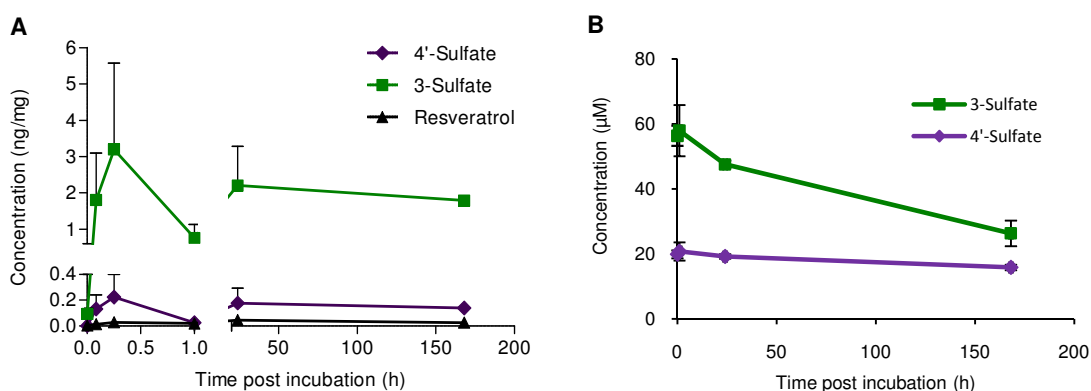 A
6
5
4
3
2
1
0.4
0.2
0.0
Concentration (ng/mg)
0.0 0.5 1.0 50 100 150 200
Time post incubation (h)
4'-Sulfate
3-Sulfate
Resveratrol
B
80
60
40
20
0
Concentration (µM)
0 50 100 150 200
Time post incubation (h)
3-Sulfate
4'-Sulfate